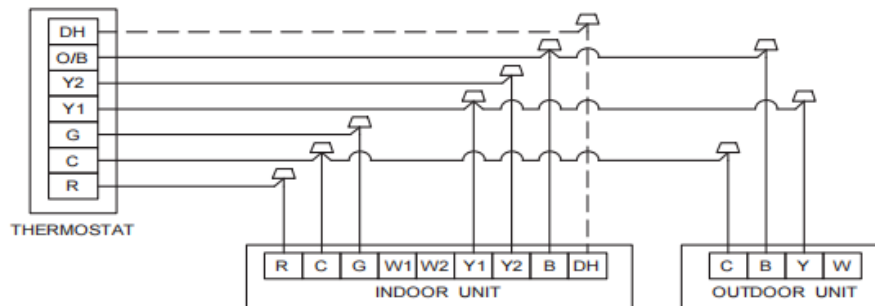 DH
O/B
Y2
Y1
G
C
R
THERMOSTAT
R C G W1 W2 Y1 Y2 B DH
INDOOR UNIT
C B Y W
OUTDOOR UNIT